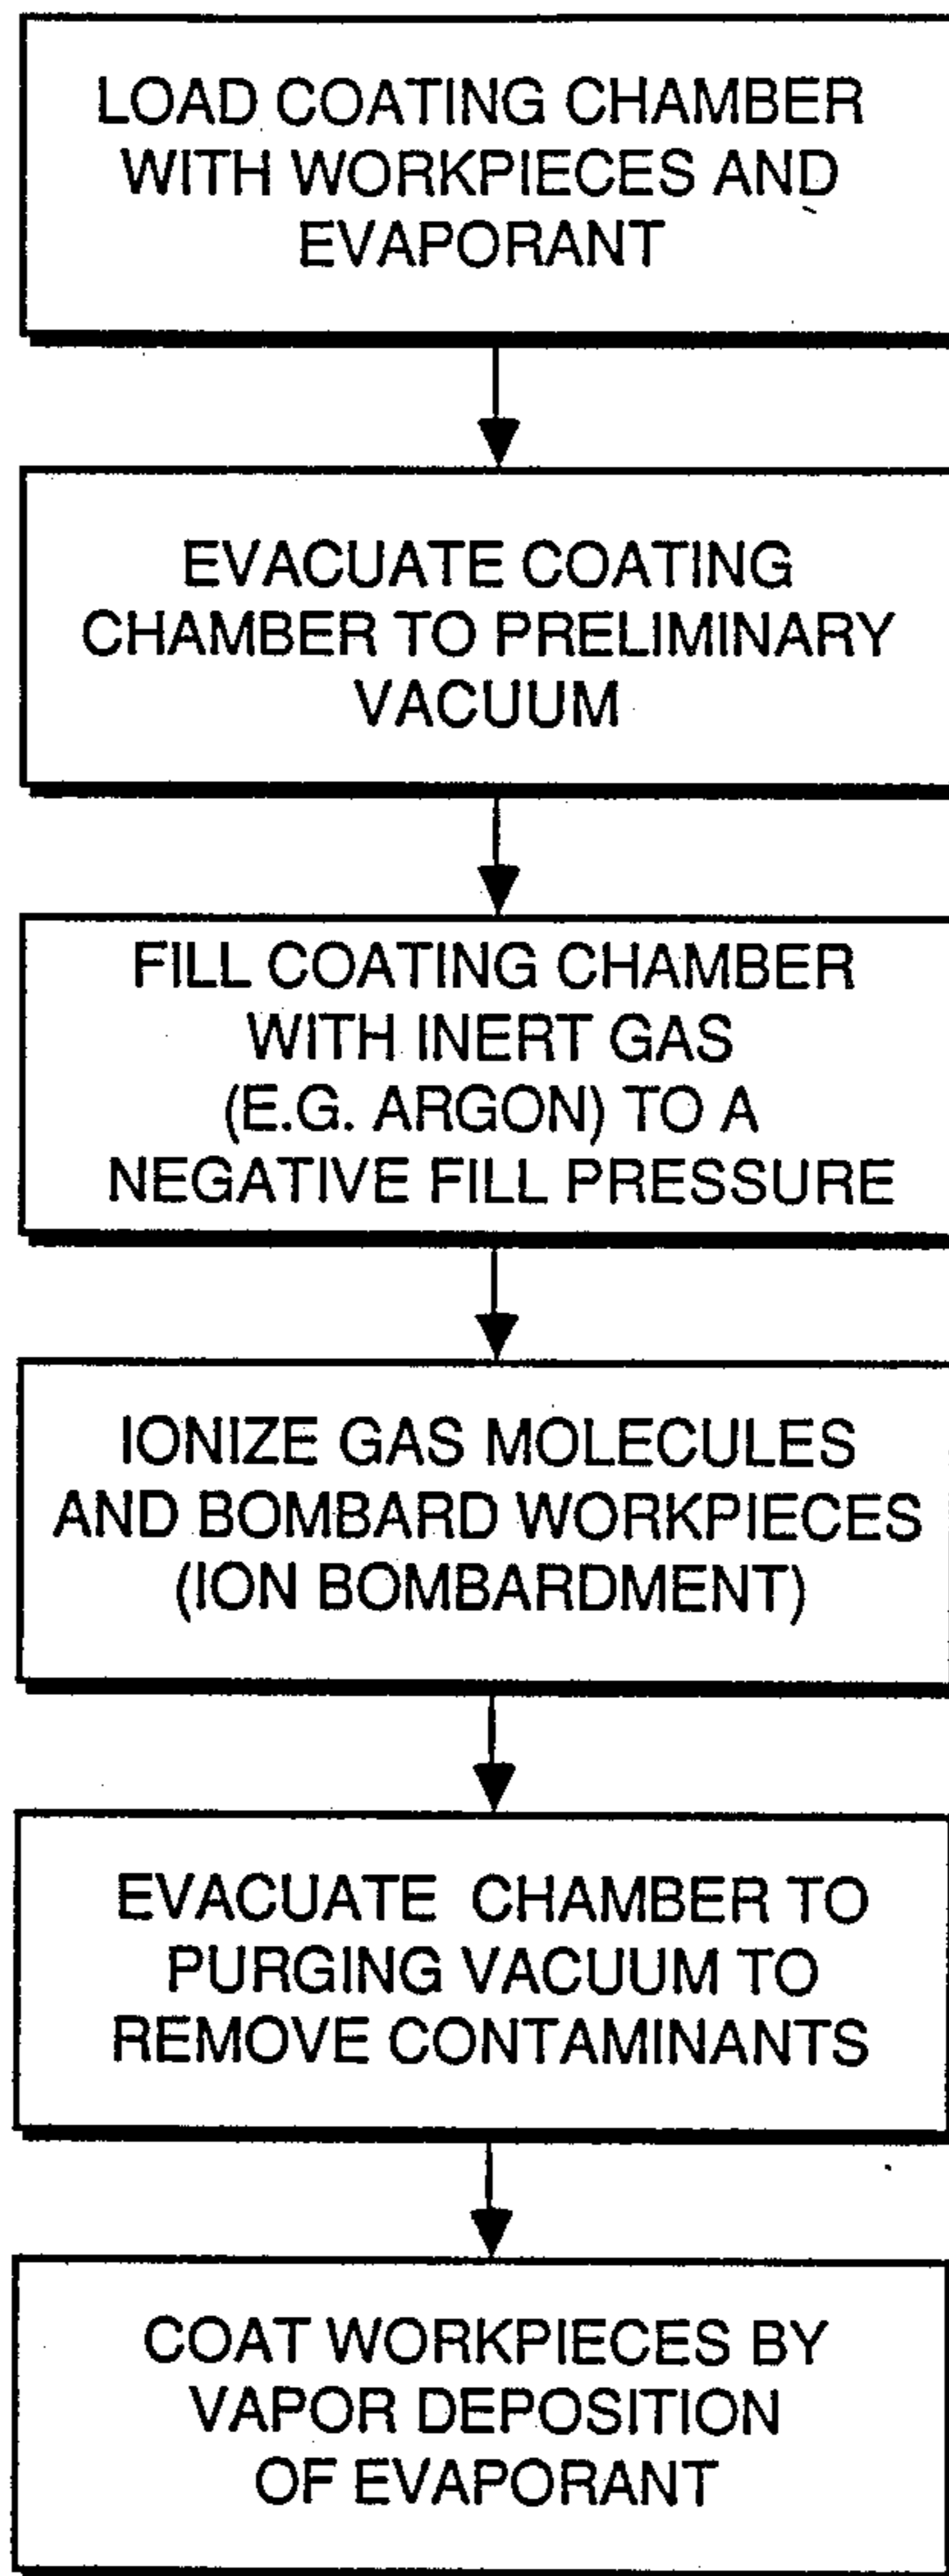 LOAD COATING CHAMBER
WITH WORKPIECES AND
EVAPORANT
EVACUATE COATING
CHAMBER TO PRELIMINARY
VACUUM
FILL COATING CHAMBER
WITH INERT GAS
(E.G. ARGON) TO A
NEGATIVE FILL PRESSURE
IONIZE GAS MOLECULES
AND BOMBARD WORKPIECES
(ION BOMBARDMENT)
EVACUATE CHAMBER TO
PURGING VACUUM TO
REMOVE CONTAMINANTS
COAT WORKPIECES BY
VAPOR DEPOSITION
OF EVAPORANT